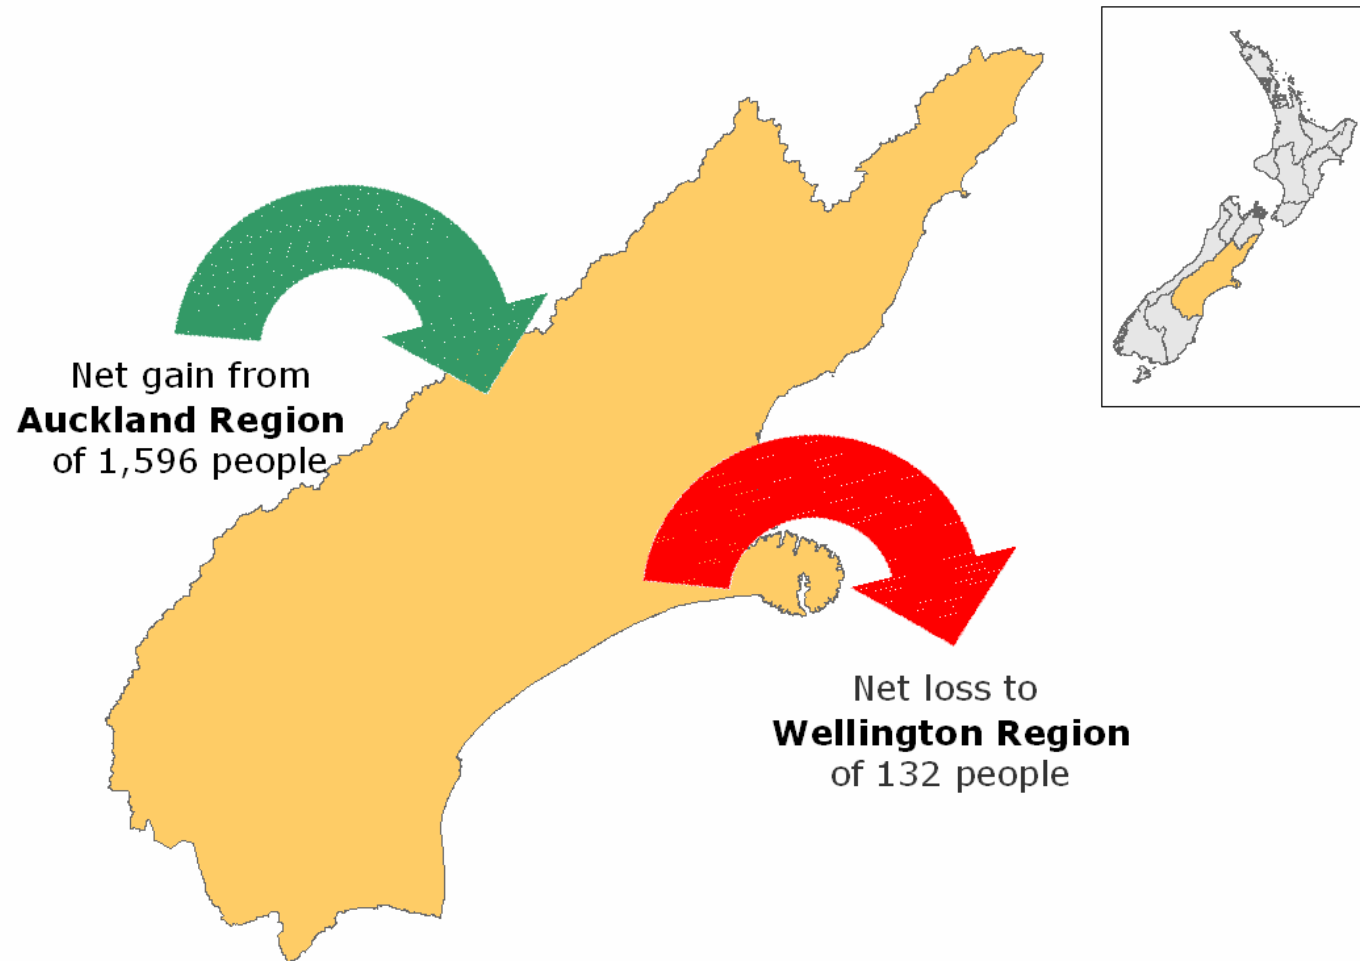 Net gain from
Auckland Region
of 1,596 people
Net loss to
Wellington Region
of 132 people